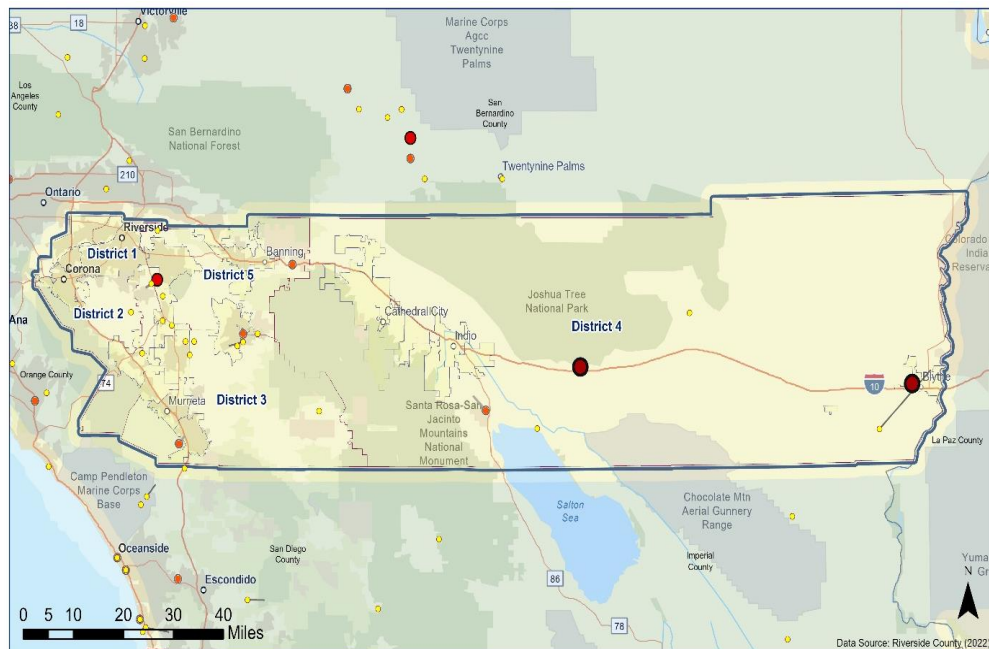 Victorville
18
38
Marine Corps
Agcc
Twentynine
Palms
Los
Angeles
County
San
Bernardino
County
San Bernardino
National Forest
Twentynine Palms
210
Ontario
Riverside
District 1
Banning
Colorado
India
Reserva
Corona
District 5
Joshua Tree
National Park
District 2
Ana
Cathedral City
District 4
Indio
Orange County
74
10
Blythe
Murrieta
District 3
Santa Rosa-San
Jacinto
Mountains
National
Monument
La Paz County
Camp Pendleton
Marine Corps
Base
Chocolate Mtn
Aerial Gunnery
Range
Salton
Sea
Oceanside
San Diego
County
Imperial
County
Yuma
Gr
N
86
Escondido
0 5 10 20 30 40
Miles
78
Data Source: Riverside County (2022)